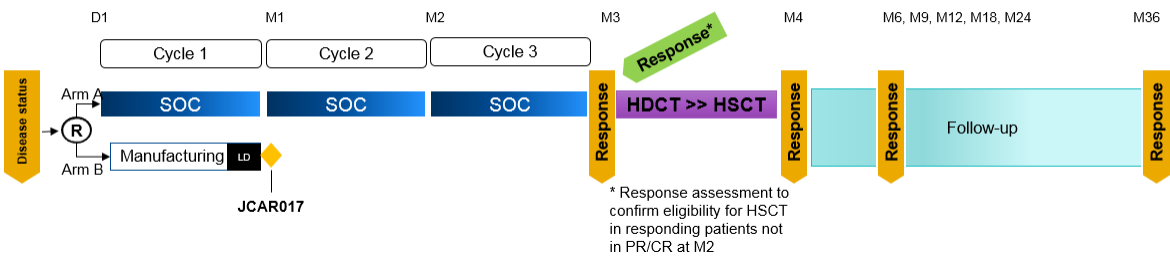 D1
M1
M2
M3
M4
M6, M9, M12, M18, M24
M36
Cycle 1
Cycle 2
Cycle 3
Response*
Disease status
Arm A
R
Arm B
SOC
SOC
SOC
Manufacturing
LD
JCAR017
Response
HDCT >> HSCT
Response
Response
Follow-up
Response
* Response assessment to
confirm eligibility for HSCT
in responding patients not
in PR/CR at M2